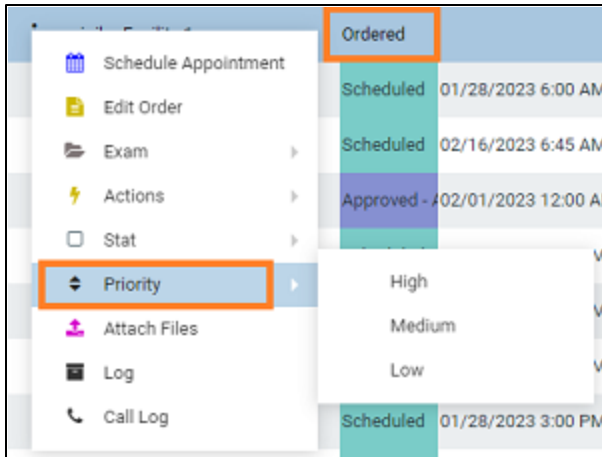 Ordered
Schedule Appointment
Scheduled 01/28/2023 6:00 AM
Edit Order
Exam
Scheduled 02/16/2023 6:45 AM
Actions
Approved - 02/01/2023 12:00 A
Stat
Priority
High
Medium
Low
Attach Files
Log
Call Log
Scheduled 01/28/2023 3:00 PM